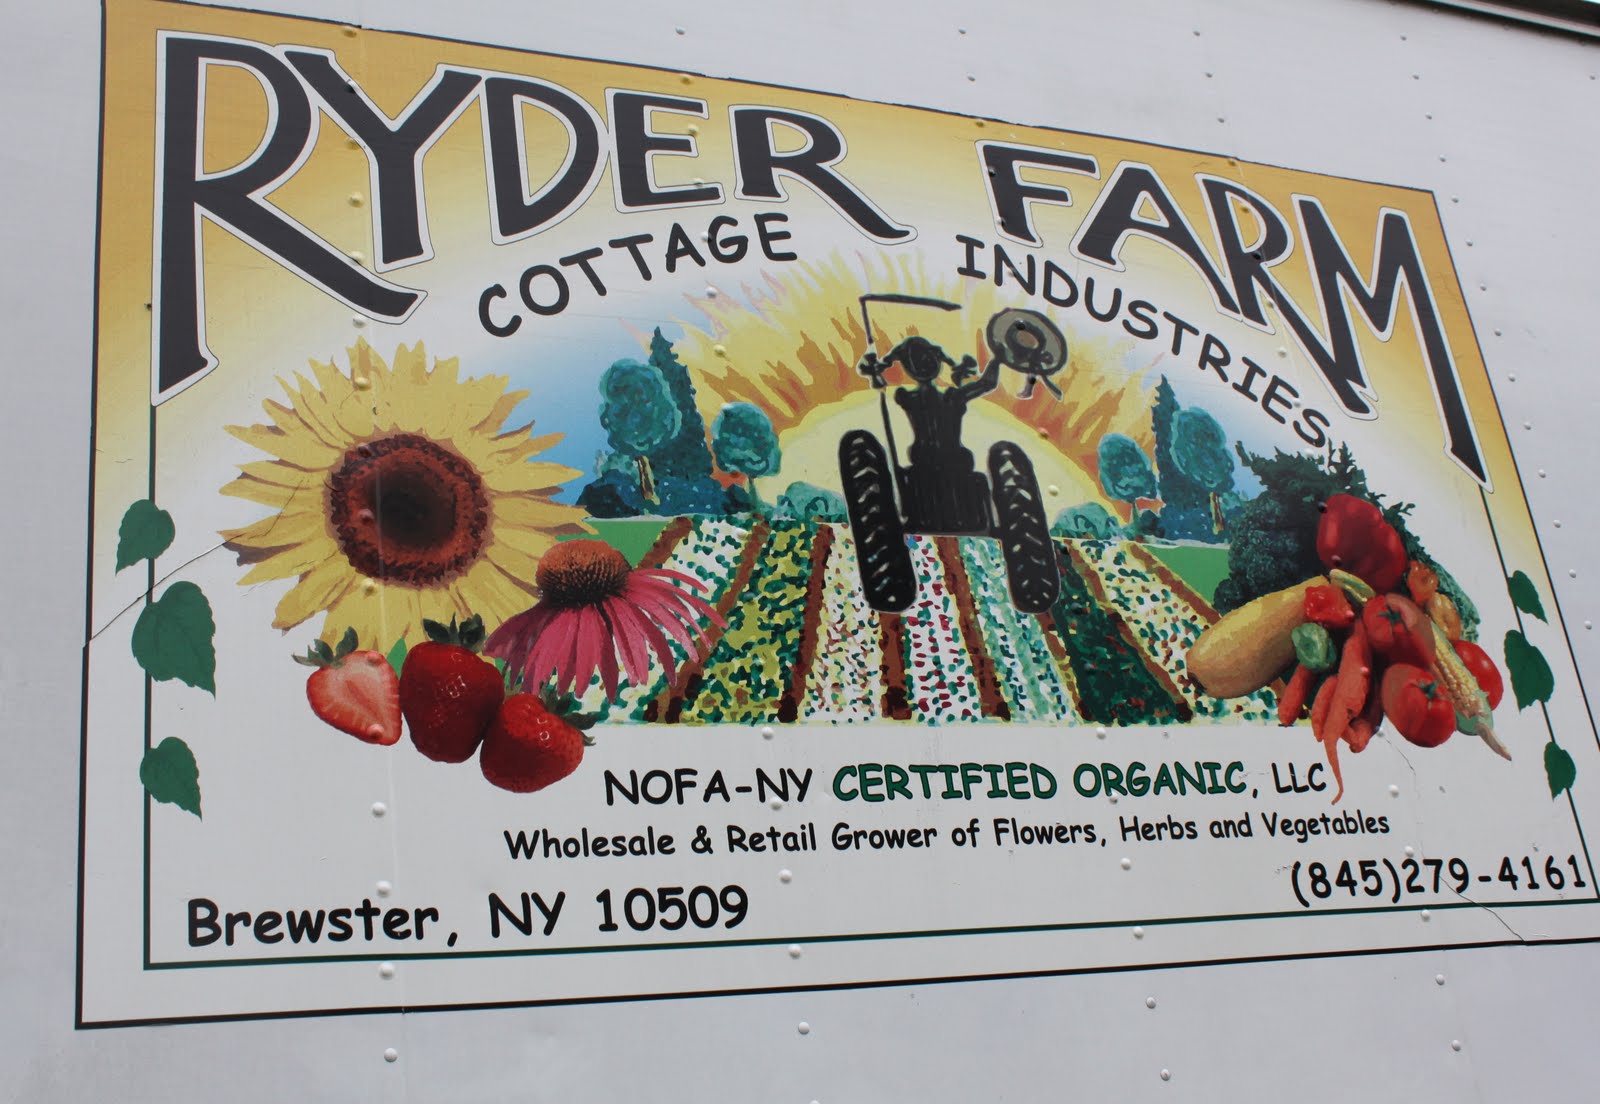 RYDER FARM
COTTAGE INDUSTRIES
NOFA-NY CERTIFIED ORGANIC, LLC
Wholesale & Retail Grower of Flowers, Herbs and Vegetables
Brewster, NY 10509
(845)279-4161